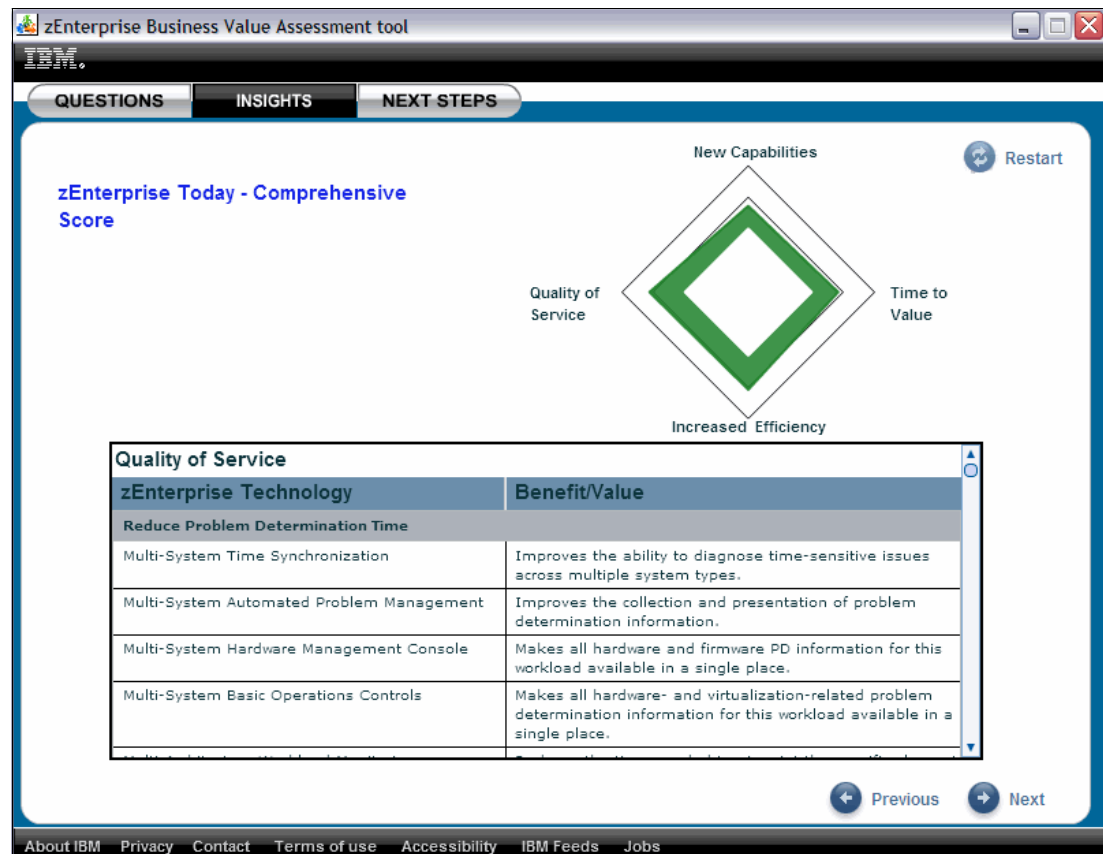 zEnterprise Business Value Assessment tool
IBM.
QUESTIONS INSIGHTS NEXT STEPS
New Capabilities
Restart
zEnterprise Today - Comprehensive
Score
Quality of
Service
Time to
Value
Increased Efficiency
Quality of Service
zEnterprise Technology Benefit/Value
Reduce Problem Determination Time
Multi-System Time Synchronization Improves the ability to diagnose time-sensitive issues
across multiple system types.
Multi-System Automated Problem Management Improves the collection and presentation of problem
determination information.
Multi-System Hardware Management Console Makes all hardware and firmware PD information for this
workload available in a single place.
Multi-System Basic Operations Controls Makes all hardware- and virtualization-related problem
determination information for this workload available in a
single place.
Previous Next
About IBM Privacy Contact Terms of use Accessibility IBM Feeds Jobs